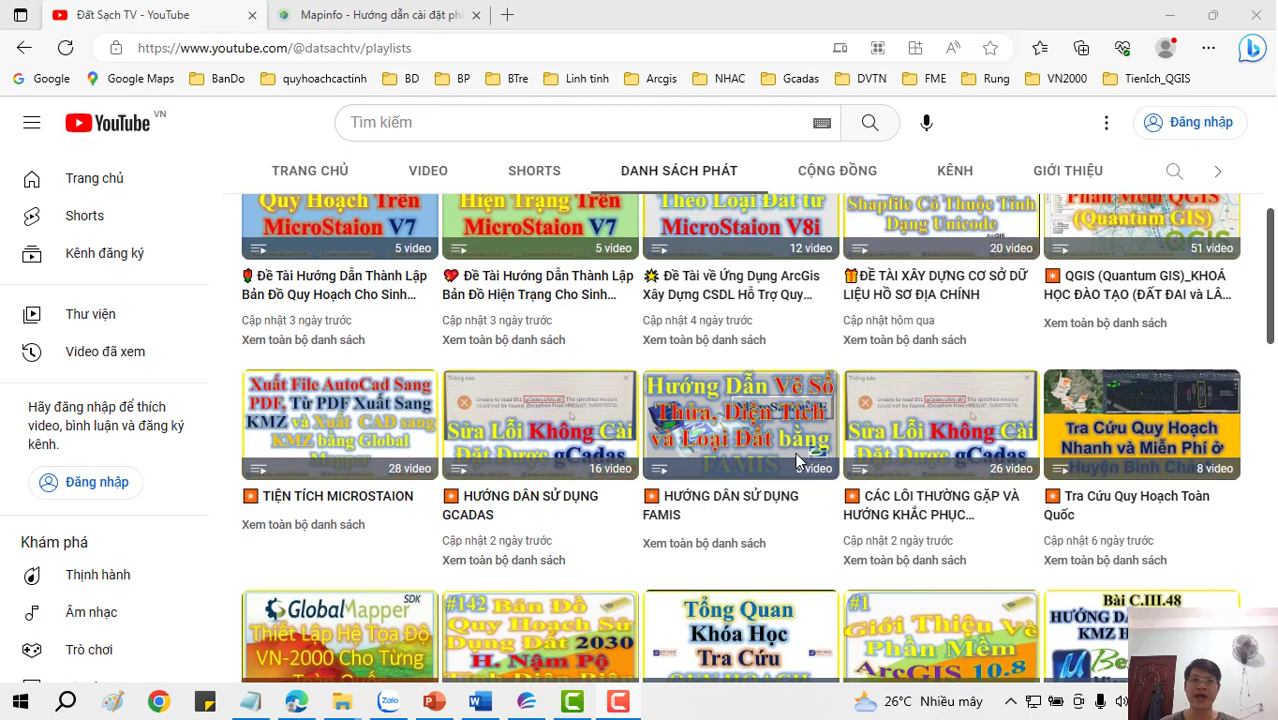 Đất Sạch TV - YouTube
Mapinfo - Hướng dẫn cài đặt ph
https://www.youtube.com/@datsachtv/playlists
Google
Google Maps
BanDo
quyhoachcactinh
BD
BP
BTre
Linh tinh
Arcgis
NHAC
Gcadas
DVTN
FME
Rung
VN2000
TienIch_QGIS
YouTube VN
Tìm kiếm
Đăng nhập
TRANG CHỦ
VIDEO
SHORTS
DANH SÁCH PHÁT
CỘNG ĐỒNG
KÊNH
GIỚI THIỆU
Trang chủ
Shorts
Kênh đăng ký
Thư viện
Video đã xem
Hãy đăng nhập để thích
video, bình luận và đăng ký
kênh.
Đăng nhập
Khám phá
Thịnh hành
Âm nhạc
Trò chơi
Quy Hoạch Trên
MicroStaion V7
5 video
Hiện Trạng Trên
MicroStaion V7
5 video
Theo Loại Đất từ
MicroStation V8i
12 video
Shapfile Có Thuộc Tính
Dạng Unicode
20 video
Phần Mềm QGIS
(Quantum GIS)
51 video
Đề Tài Hướng Dẫn Thành Lập
Bản Đồ Quy Hoạch Cho Sinh...
Cập nhật 3 ngày trước
Xem toàn bộ danh sách
Đề Tài Hướng Dẫn Thành Lập
Bản Đồ Hiện Trạng Cho Sinh...
Cập nhật 3 ngày trước
Xem toàn bộ danh sách
Đề Tài về Ứng Dụng ArcGis
Xây Dựng CSDL Hỗ Trợ Quy...
Cập nhật 4 ngày trước
Xem toàn bộ danh sách
ĐỀ TÀI XÂY DỰNG CƠ SỞ DỮ
LIỆU HỒ SƠ ĐỊA CHÍNH
Cập nhật hôm qua
Xem toàn bộ danh sách
QGIS (Quantum GIS)_KHOÁ
HỌC ĐÀO TẠO (ĐẤT ĐAI và LÂ...
Xem toàn bộ danh sách
Xuất File AutoCad Sang
PDF, Từ PDF Xuất Sang
KMZ và Xuất CAD sang
KMZ bằng Global
Mapper
28 video
Thông báo
Sửa Lỗi Không Cài
Đặt Được gCadas
16 video
Hướng Dẫn Vẽ Số
Thửa, Diện Tích
và Loại Đất bằng
FAMIS
video
Thông báo
Sửa Lỗi Không Cài
Đặt Được gCadas
26 video
Tra Cứu Quy Hoạch
Nhanh và Miễn Phí ở
Huyện Bình Chá
8 video
TIỆN TÍCH MICROSTAION
Xem toàn bộ danh sách
HƯỚNG DÂN SỬ DỤNG
GCADAS
Cập nhật 2 ngày trước
Xem toàn bộ danh sách
HƯỚNG DÂN SỬ DỤNG
FAMIS
Xem toàn bộ danh sách
CÁC LÔI THƯỜNG GẶP VÀ
HƯỚNG KHẮC PHỤC...
Cập nhật 2 ngày trước
Xem toàn bộ danh sách
Tra Cứu Quy Hoạch Toàn
Quốc
Cập nhật 6 ngày trước
Xem toàn bộ danh sách
GlobalMapper SDK
Thiết Lập Hệ Tọa Độ
VN-2000 Cho Từng
#142 Bản Đồ
Quy Hoạch Sử
Dụng Đất 2030
H. Nậm Pộ
Tổng Quan
Khóa Học
Tra Cứu
#1
Giới Thiệu Về
Phần Mềm
ArcGIS 10.8
Bài C.III.48
HƯỚNG D
KMZ H
26°C Nhiều mây